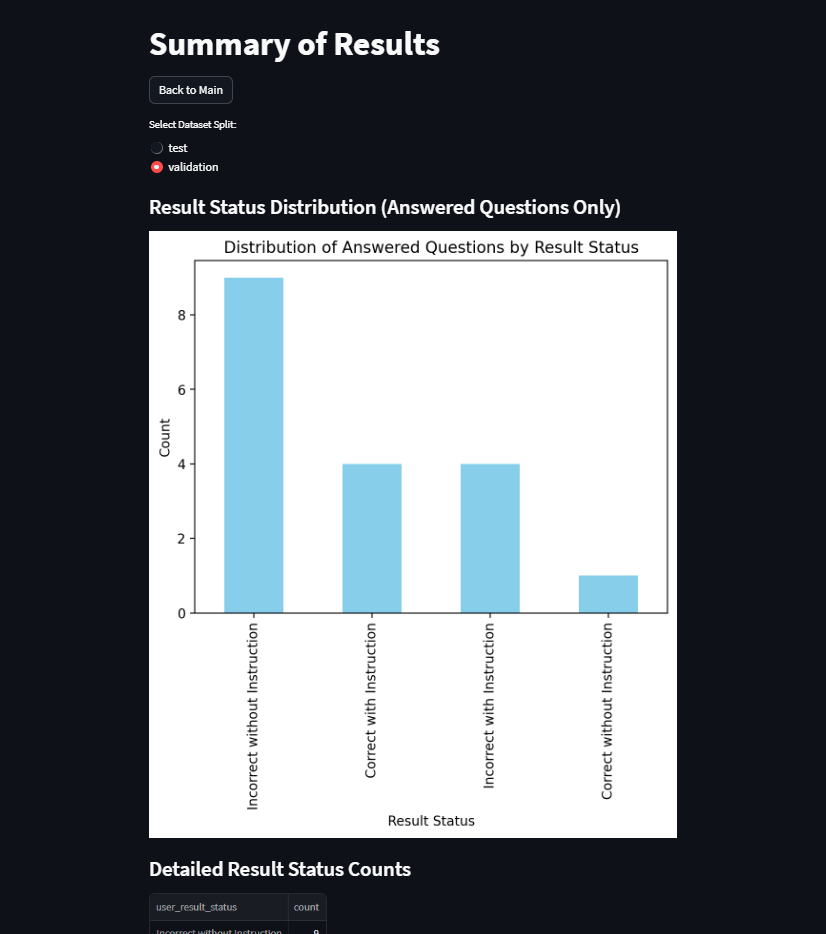 Summary of Results
Back to Main
Select Dataset Split:
test
validation
Result Status Distribution (Answered Questions Only)
Distribution of Answered Questions by Result Status
8
6
4
2
0
Count
Incorrect without Instruction
Correct with Instruction
Incorrect with Instruction
Correct without Instruction
Result Status
Detailed Result Status Counts
user_result_status count
Incorrect without Instruction 9